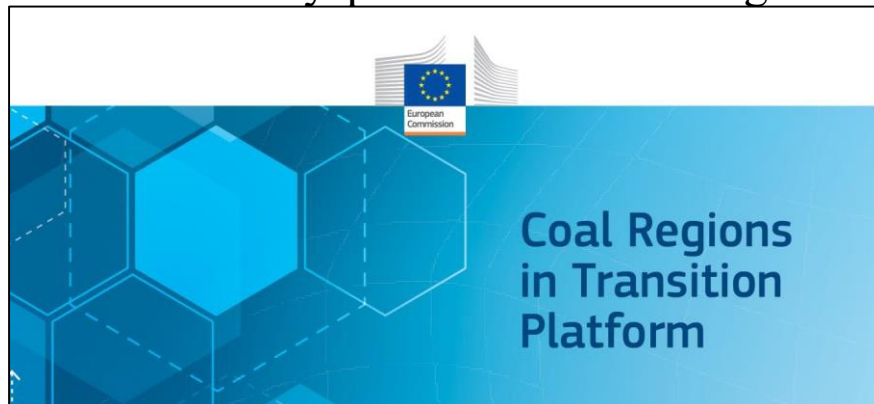 European
Commission
Coal Regions
in Transition
Platform